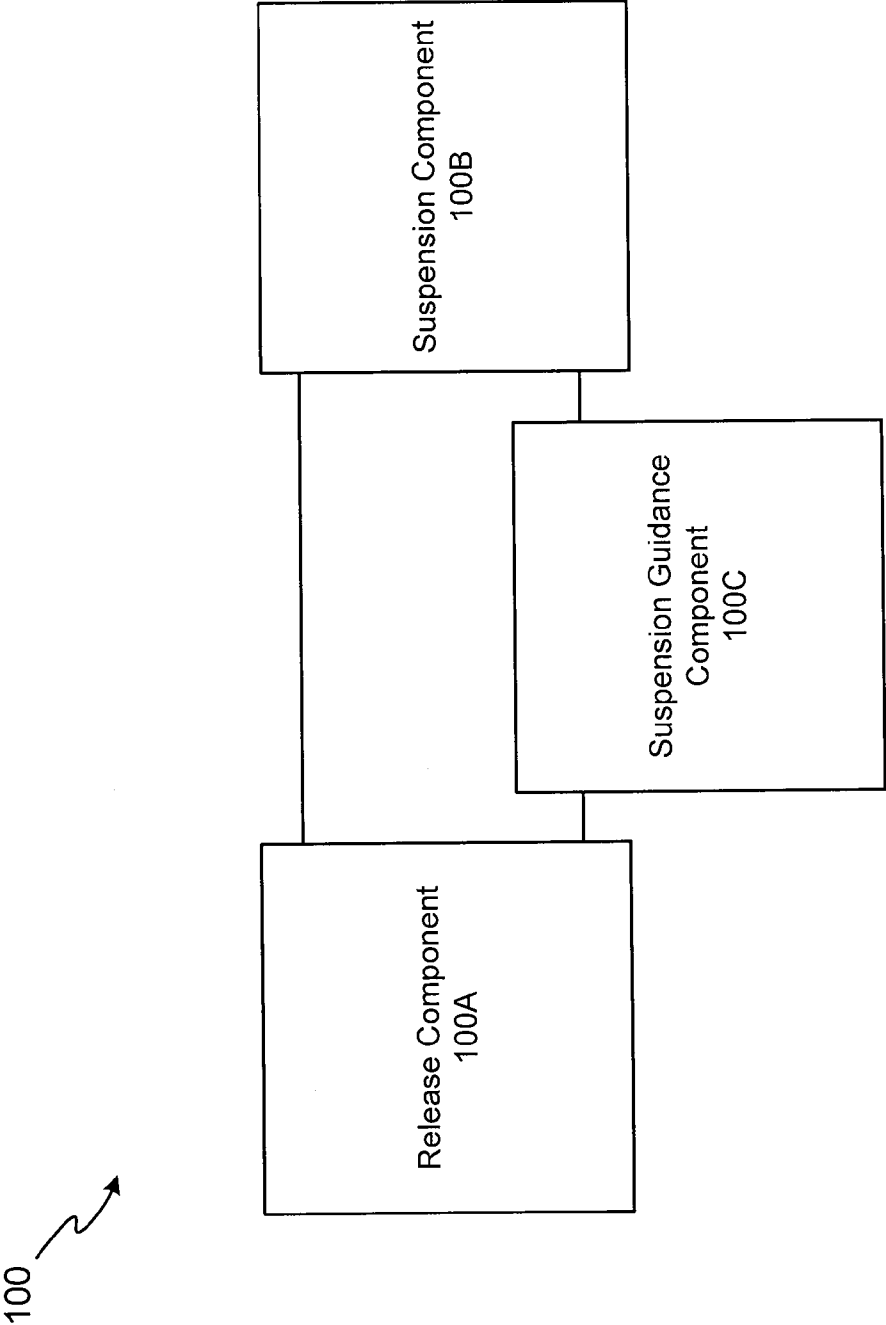 100
Release Component
100A
Suspension Component
100B
Suspension Guidance
Component
100C